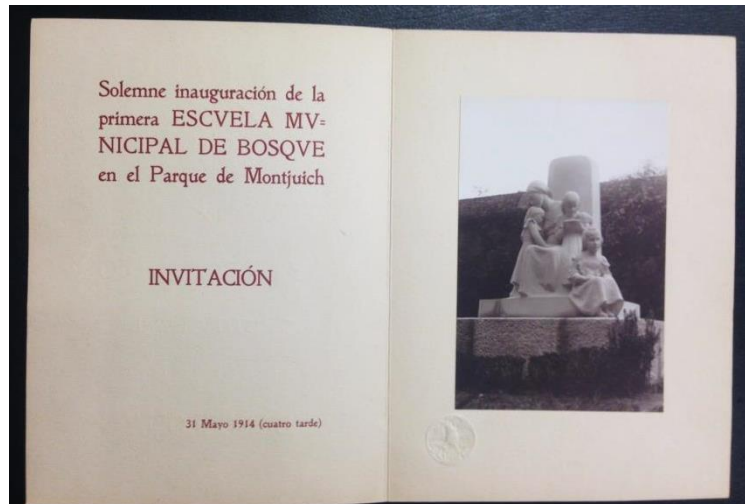 Solemne inauguración de la
primera ESCVELA MV=
NICIPAL DE BOSQVE
en el Parque de Montjuich
INVITACIÓN
31 Mayo 1914 (cuatro tarde)